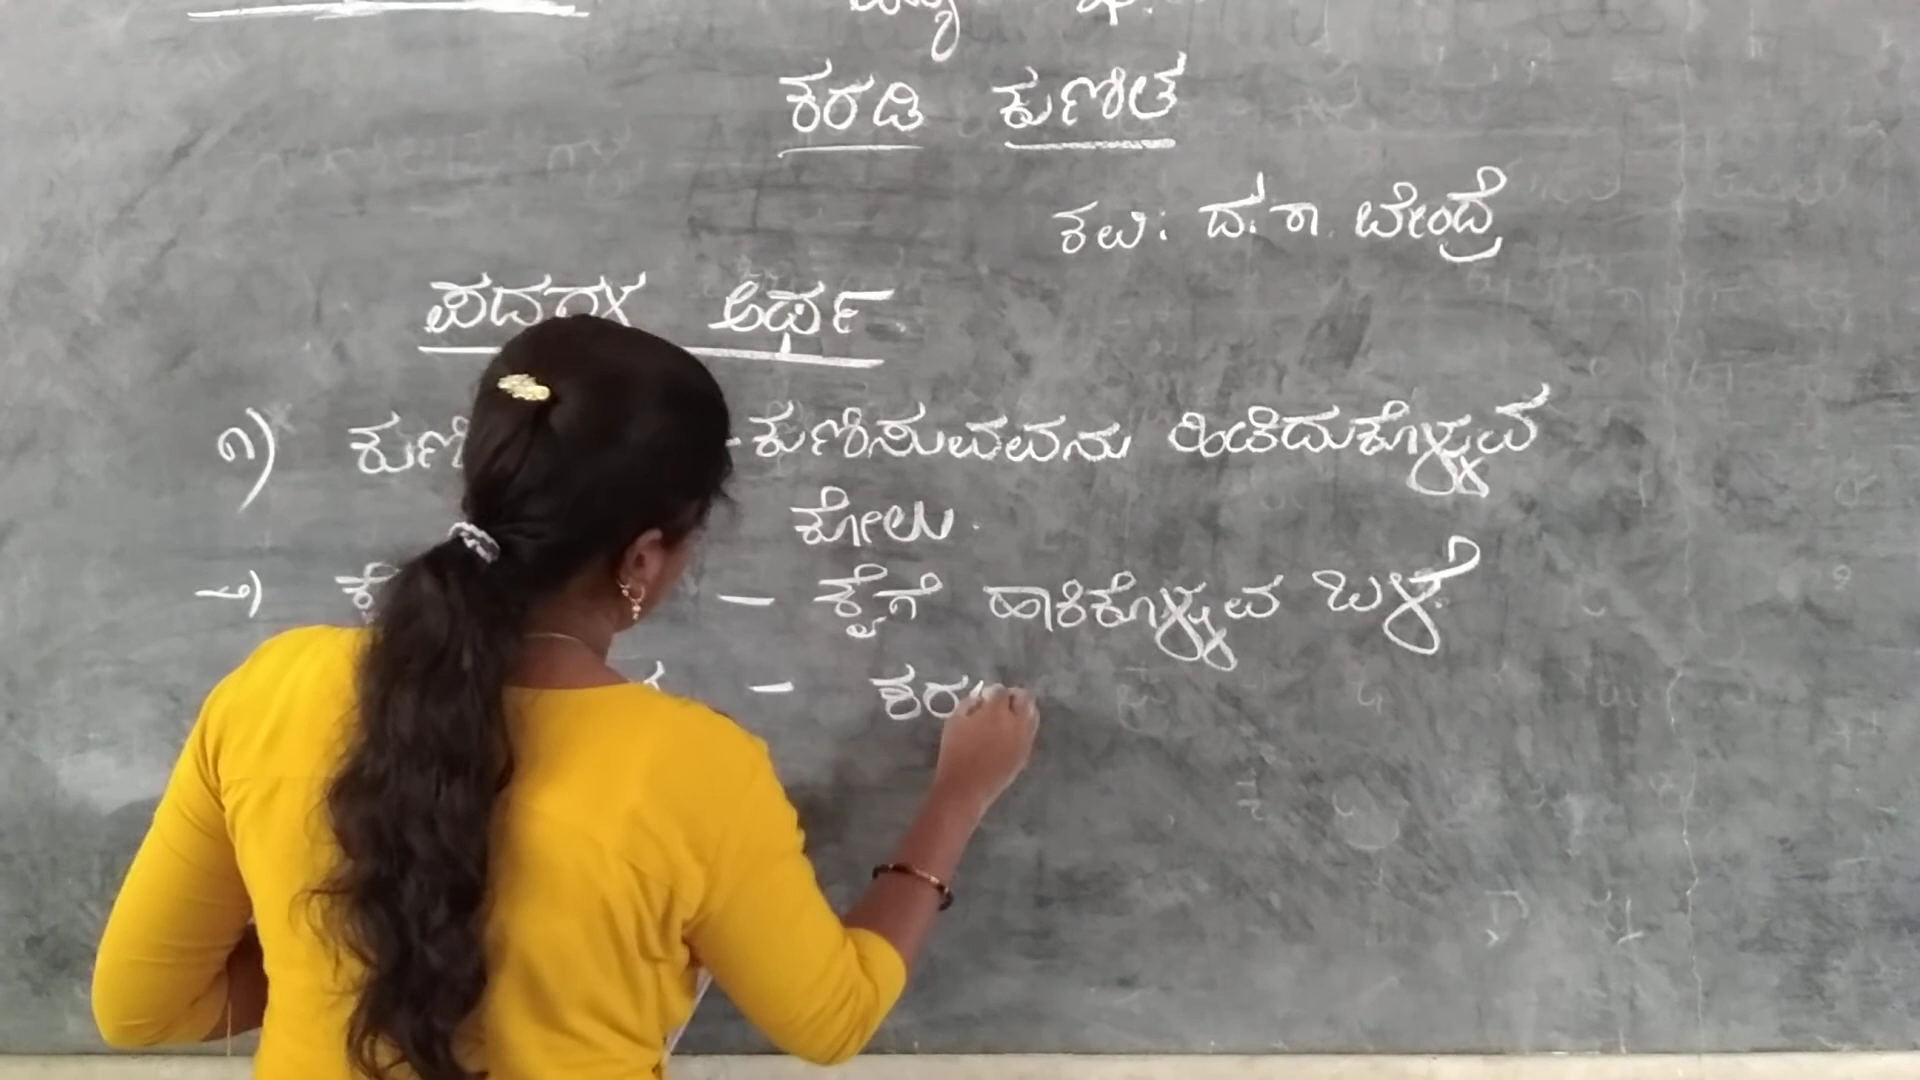 ಕರಡಿ ಕುಣಿತ
ಕವಿ: ದ.ರಾ. ಬೇಂದ್ರೆ
ಪದಗಳ ಅರ್ಥ
೧) - ಕುಣಿಸುವವನು ಹಿಡಿದುಕೊಳ್ಳುವ
ಕೋಲು.
೨) - ಕೈಗೆ ಹಾಕಿಕೊಳ್ಳುವ ಬಳೆ
-